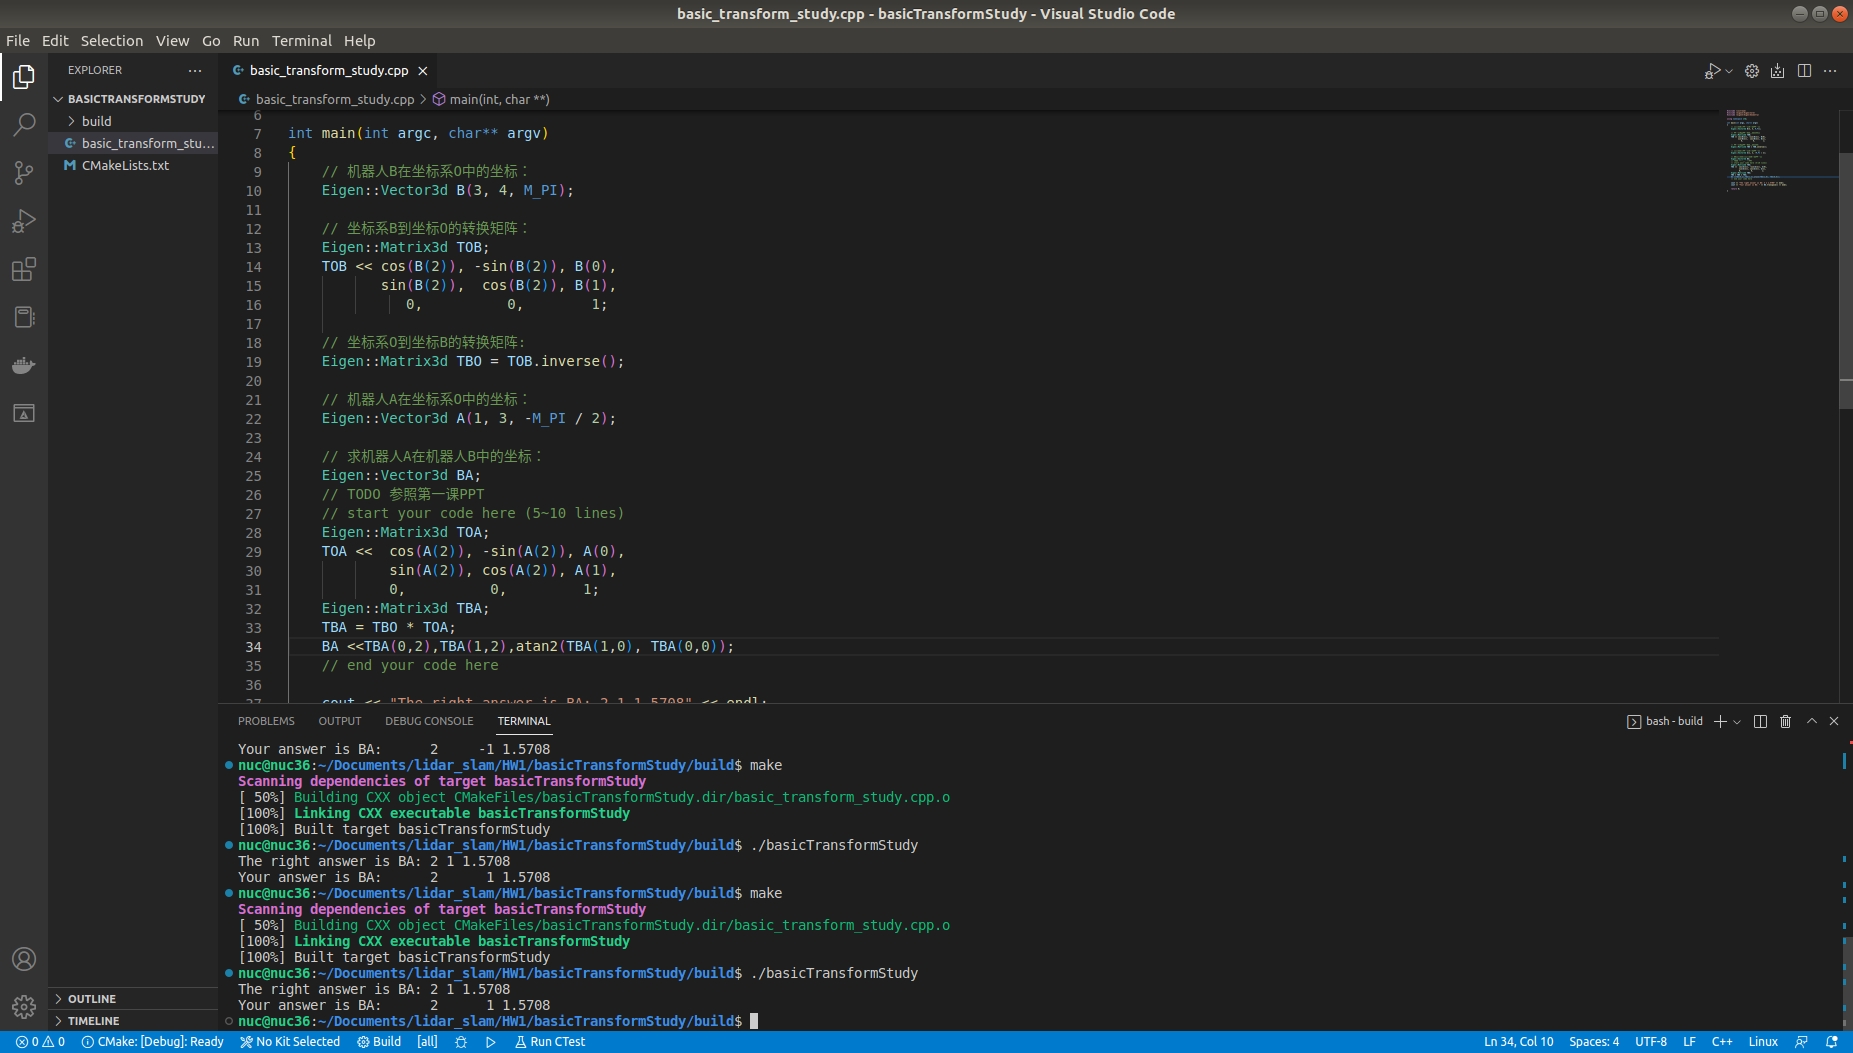 basic_transform_study.cpp - basicTransformStudy - Visual Studio Code
File Edit Selection View Go Run Terminal Help
EXPLORER
BASICTRANSFORMSTUDY
build
basic_transform_stu...
CMakeLists.txt
OUTLINE
TIMELINE
basic_transform_study.cpp
basic_transform_study.cpp > main(int, char **)
6
7 int main(int argc, char** argv)
8 {
9 // 机器人B在坐标系O中的坐标：
10 Eigen::Vector3d B(3, 4, M_PI);
11
12 // 坐标系B到坐标O的转换矩阵：
13 Eigen::Matrix3d TOB;
14 TOB << cos(B(2)), -sin(B(2)), B(0),
15 sin(B(2)),  cos(B(2)), B(1),
16 0, 0, 1;
17
18 // 坐标系O到坐标B的转换矩阵:
19 Eigen::Matrix3d TBO = TOB.inverse();
20
21 // 机器人A在坐标系O中的坐标：
22 Eigen::Vector3d A(1, 3, -M_PI / 2);
23
24 // 求机器人A在机器人B中的坐标：
25 Eigen::Vector3d BA;
26 // TODO 参照第一课PPT
27 // start your code here (5~10 lines)
28 Eigen::Matrix3d TOA;
29 TOA <<  cos(A(2)), -sin(A(2)), A(0),
30 sin(A(2)), cos(A(2)), A(1),
31 0, 0, 1;
32 Eigen::Matrix3d TBA;
33 TBA = TBO * TOA;
34 BA <<TBA(0,2),TBA(1,2),atan2(TBA(1,0), TBA(0,0));
35 // end your code here
36
37 cout << "The right answer is BA: 2 1 1.5708" << endl;
PROBLEMS OUTPUT DEBUG CONSOLE TERMINAL
bash - build
Your answer is BA: 2 -1 1.5708
nuc@nuc36:~/Documents/lidar_slam/HW1/basicTransformStudy/build$ make
Scanning dependencies of target basicTransformStudy
[ 50%] Building CXX object CMakeFiles/basicTransformStudy.dir/basic_transform_study.cpp.o
[100%] Linking CXX executable basicTransformStudy
[100%] Built target basicTransformStudy
nuc@nuc36:~/Documents/lidar_slam/HW1/basicTransformStudy/build$ ./basicTransformStudy
The right answer is BA: 2 1 1.5708
Your answer is BA: 2 1 1.5708
nuc@nuc36:~/Documents/lidar_slam/HW1/basicTransformStudy/build$ make
Scanning dependencies of target basicTransformStudy
[ 50%] Building CXX object CMakeFiles/basicTransformStudy.dir/basic_transform_study.cpp.o
[100%] Linking CXX executable basicTransformStudy
[100%] Built target basicTransformStudy
nuc@nuc36:~/Documents/lidar_slam/HW1/basicTransformStudy/build$ ./basicTransformStudy
The right answer is BA: 2 1 1.5708
Your answer is BA: 2 1 1.5708
nuc@nuc36:~/Documents/lidar_slam/HW1/basicTransformStudy/build$
0 0 CMake: [Debug]: Ready No Kit Selected Build [all] Run CTest Ln 34, Col 10 Spaces: 4 UTF-8 LF C++ Linux